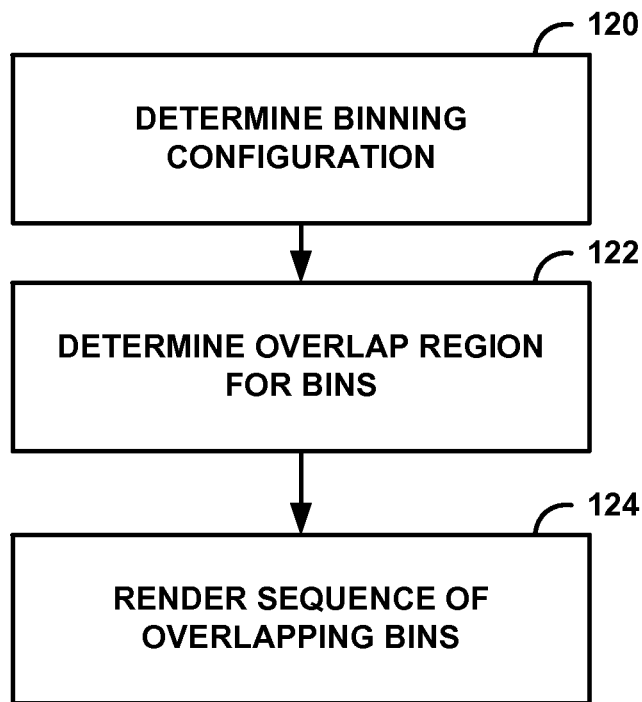 120
DETERMINE BINNING
CONFIGURATION
122
DETERMINE OVERLAP REGION
FOR BINS
124
RENDER SEQUENCE OF
OVERLAPPING BINS